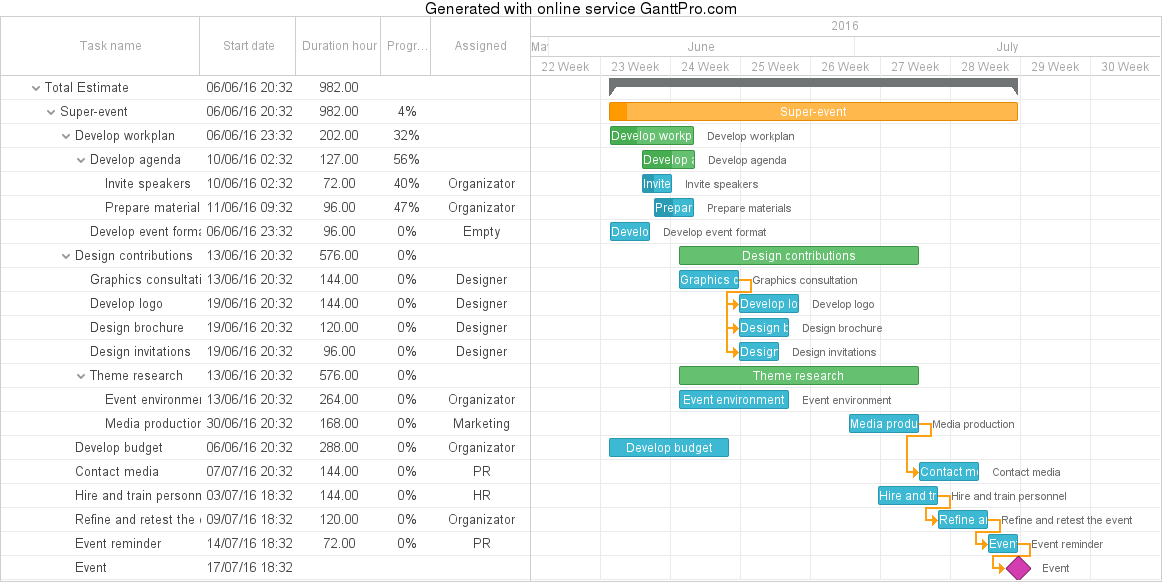 Generated with online service GanttPro.com
Task name Start date Duration hour Progr... Assigned
2016
May June July
22 Week 23 Week 24 Week 25 Week 26 Week 27 Week 28 Week 29 Week 30 Week
Total Estimate 06/06/16 20:32 982.00
Super-event 06/06/16 20:32 982.00 4% Super-event
Develop workplan 06/06/16 23:32 202.00 32% Develop workp Develop workplan
Develop agenda 10/06/16 02:32 127.00 56% Develop a Develop agenda
Invite speakers 10/06/16 02:32 72.00 40% Organizator Invite Invite speakers
Prepare material 11/06/16 09:32 96.00 47% Organizator Prepar Prepare materials
Develop event forma 06/06/16 23:32 96.00 0% Empty Develo Develop event format
Design contributions 13/06/16 20:32 576.00 0% Design contributions
Graphics consultati 13/06/16 20:32 144.00 0% Designer Graphics c Graphics consultation
Develop logo 19/06/16 20:32 144.00 0% Designer Develop lo Develop logo
Design brochure 19/06/16 20:32 120.00 0% Designer Design b Design brochure
Design invitations 19/06/16 20:32 96.00 0% Designer Design Design invitations
Theme research 13/06/16 20:32 576.00 0% Theme research
Event environmer 13/06/16 20:32 264.00 0% Organizator Event environment Event environment
Media productior 30/06/16 20:32 168.00 0% Marketing Media produ Media production
Develop budget 06/06/16 20:32 288.00 0% Organizator Develop budget
Contact media 07/07/16 20:32 144.00 0% PR Contact m Contact media
Hire and train personn 03/07/16 18:32 144.00 0% HR Hire and tr Hire and train personnel
Refine and retest the 09/07/16 18:32 120.00 0% Organizator Refine a Refine and retest the event
Event reminder 14/07/16 18:32 72.00 0% PR Even Event reminder
Event 17/07/16 18:32 Event